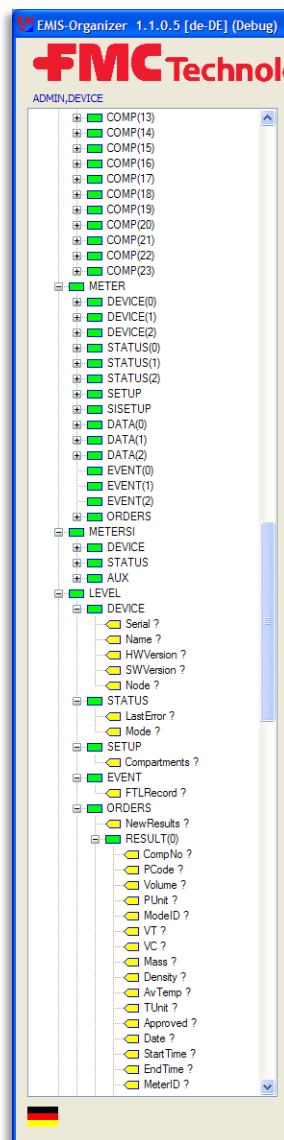 EMIS-Organizer 1.1.0.5 [de-DE] (Debug)
FMC Technol
ADMIN,DEVICE
COMP(13)
COMP(14)
COMP(15)
COMP(16)
COMP(17)
COMP(18)
COMP(19)
COMP(20)
COMP(21)
COMP(22)
COMP(23)
METER
DEVICE(0)
DEVICE(1)
DEVICE(2)
STATUS(0)
STATUS(1)
STATUS(2)
SETUP
SISETUP
DATA(0)
DATA(1)
DATA(2)
EVENT(0)
EVENT(1)
EVENT(2)
ORDERS
METERSI
DEVICE
STATUS
AUX
LEVEL
DEVICE
Serial ?
Name ?
HWVersion ?
SWVersion ?
Node ?
STATUS
LastError ?
Mode ?
SETUP
Compartments ?
EVENT
FTLRecord ?
ORDERS
NewResults ?
RESULT(0)
CompNo ?
PCode ?
Volume ?
PUnit ?
ModeID ?
VT ?
VC ?
Mass ?
Density ?
AvTemp ?
TUnit ?
Approved ?
Date ?
StartTime ?
EndTime ?
MeterID ?